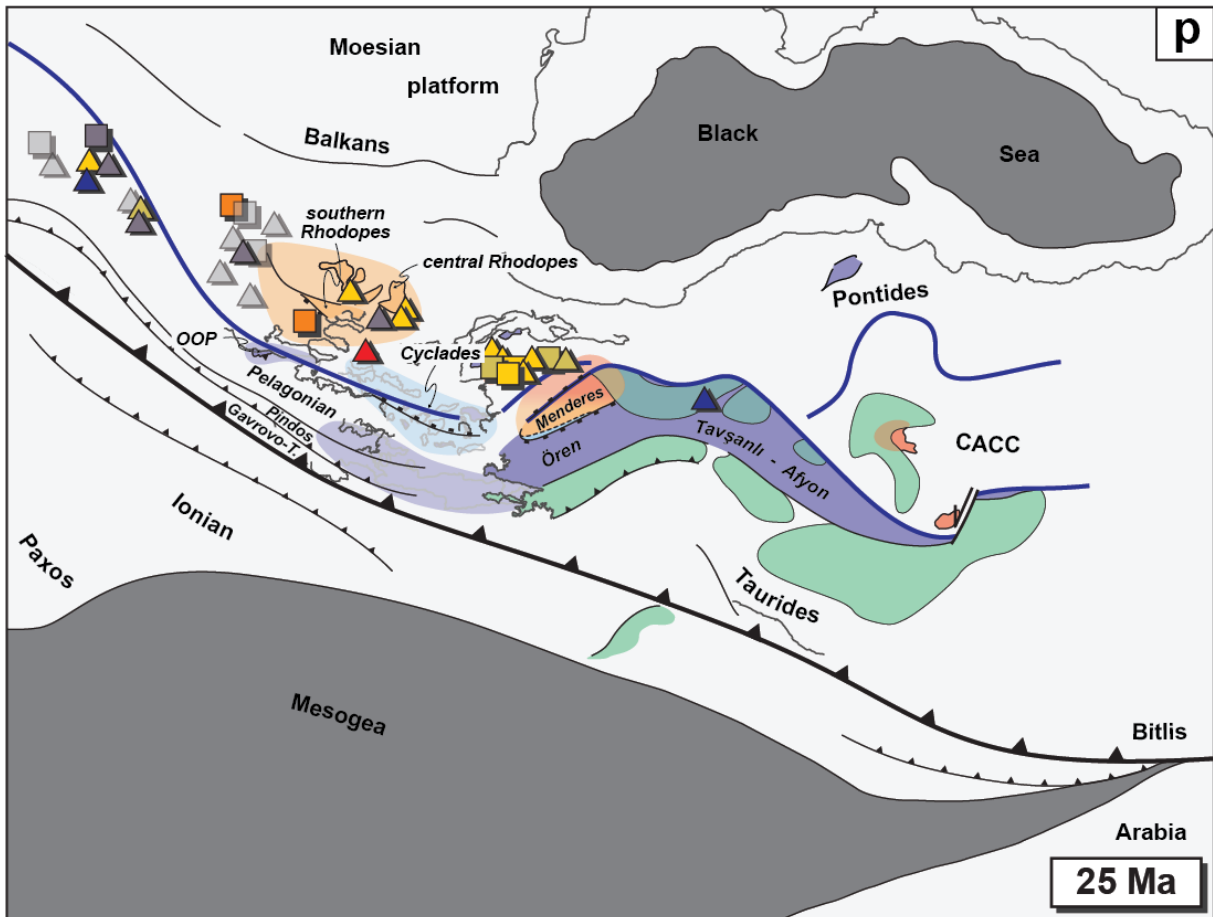 p
Moesian
platform
Balkans
Black
Sea
southern
Rhodopes
central Rhodopes
Pontides
OOP
Cyclades
Pelagonian
Menderes
Pindos
Gavrovo-T.
Ören
Tavşanlı - Afyon
CACC
Ionian
Paxos
Taurides
Mesogea
Bitlis
Arabia
25 Ma